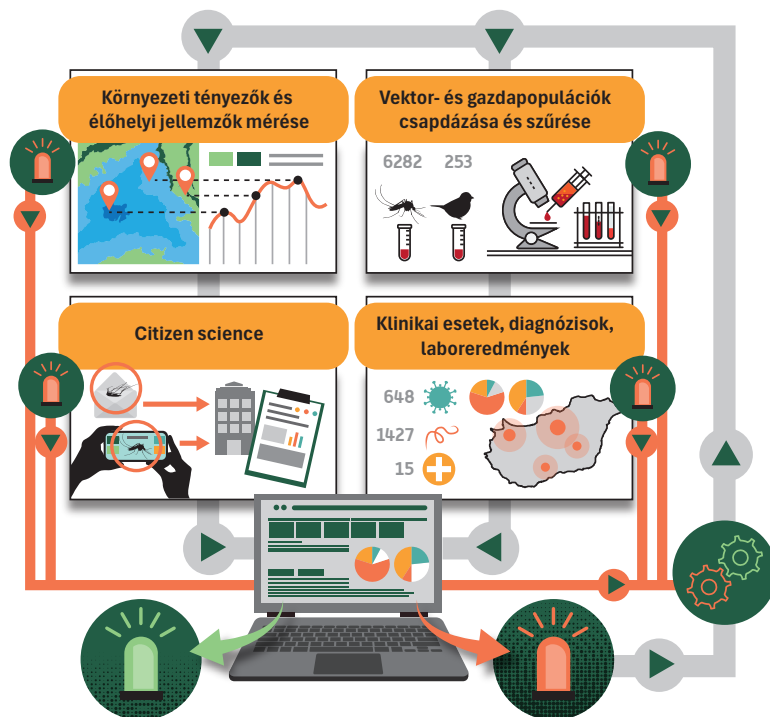 Környezeti tényezők és
élőhelyi jellemzők mérése
Vektor- és gazdapopulációk
csapdázása és szűrése
6282 253
Citizen science
Klinikai esetek, diagnózisok,
laboreredmények
648
1427
15